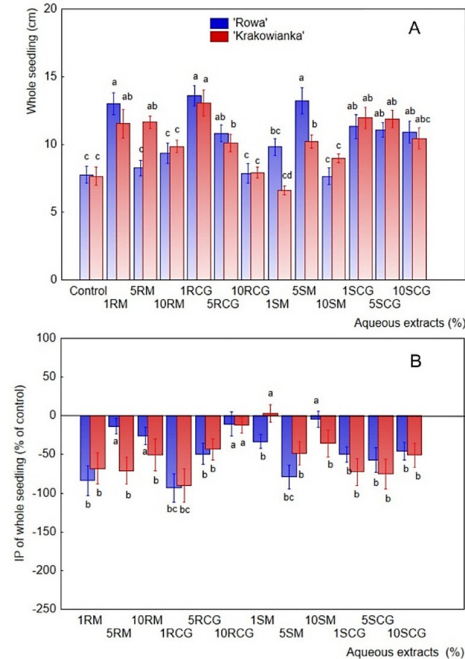 A
'Rowa'
'Krakowianka'
Whole seedling (cm)
20
15
10
5
0
c c a ab c ab c c a a ab b c c bc cd a b c c ab ab ab ab ab abc
Control 5RM 1RCG 10RCG 5SM 1SCG 10SCG
1RM 10RM 5RCG 1SM 10SM 5SCG
Aqueous extracts (%)
B
IP of whole seedling (% of control)
100
50
0
-50
-100
-150
-200
-250
b b a b a b bc bc b b a a b a bc b a b b b b b b b
1RM 10RM 5RCG 1SM 10SM 5SCG
5RM 1RCG 10RCG 5SM 1SCG 10SCG
Aqueous extracts (%)